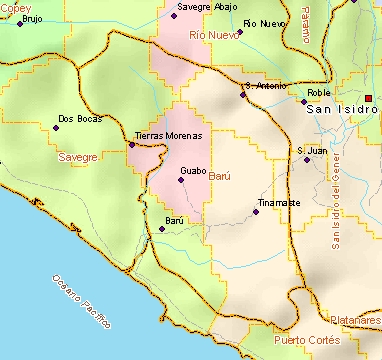 Copey
Savegre Abajo
Brujo
Río Nuevo
Río Nuevo
Páramo
S. Antonio
Roble
San Isidro
Dos Bocas
Tierras Morenas
Savegre
S. Juan
Guabo
Barú
San Isidro del Gener
Tinamaste
Barú
Océano Pacífico
Platanares
Puerto Cortés